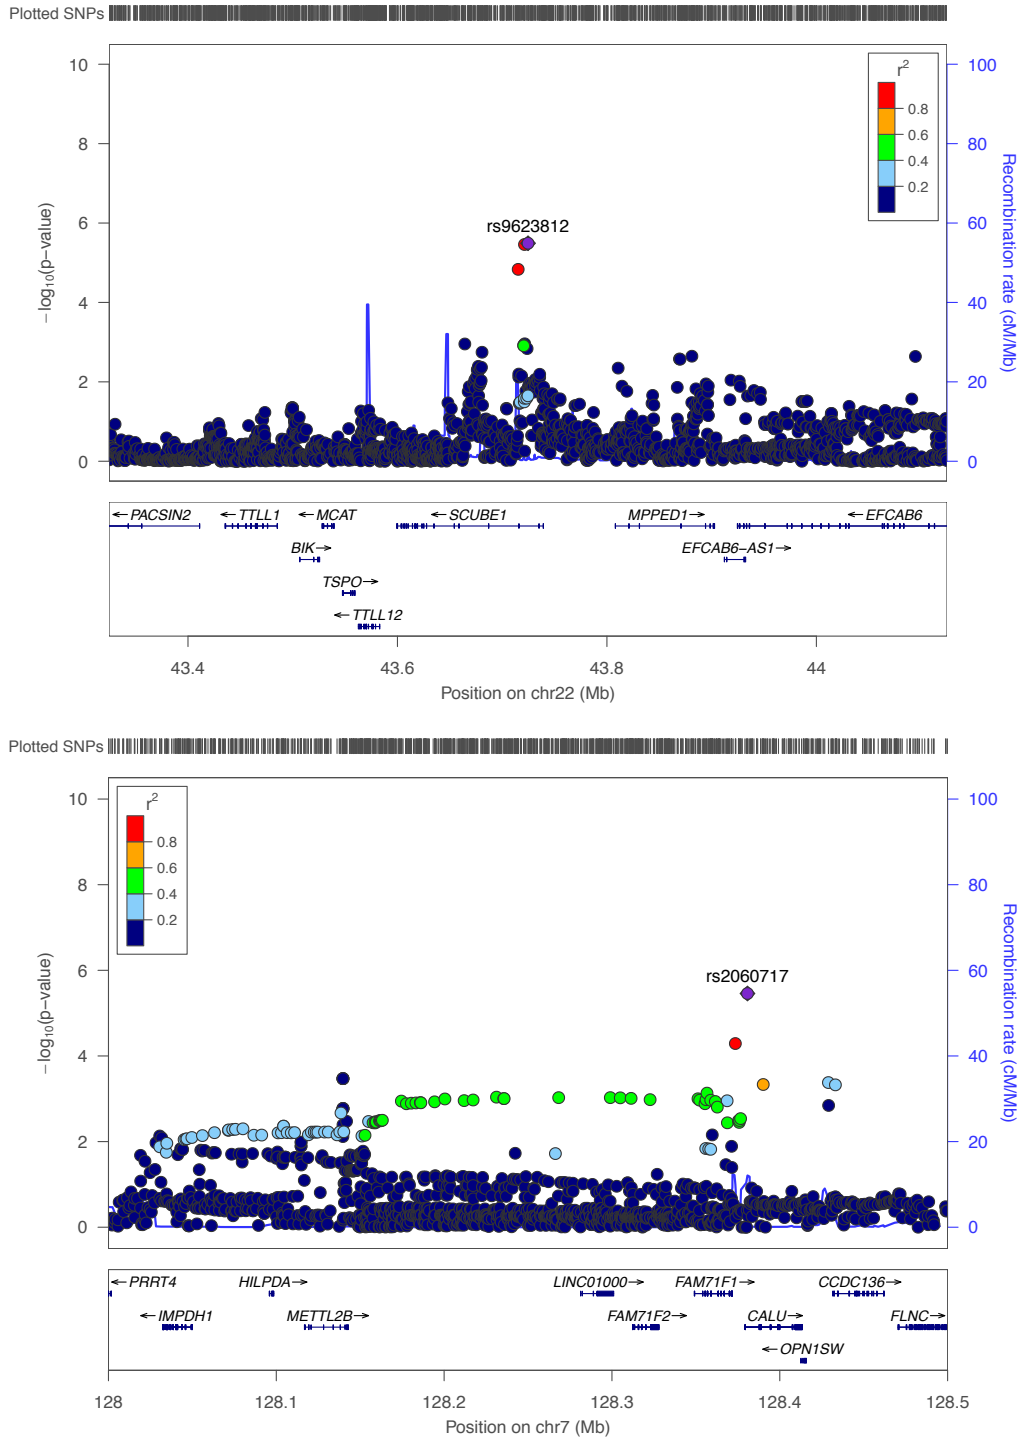 Plotted SNPs
10
8
6
4
2
0
−log10(p−value)
100
80
60
40
20
0
Recombination rate (cM/Mb)
r2
0.8
0.6
0.4
0.2
rs9623812
←PACSIN2 ←TTLL1 ←MCAT ←SCUBE1 MPPED1→ ←EFCAB6
BIK→ EFCAB6−AS1→
TSPO→
←TTLL12
43.4 43.6 43.8 44
Position on chr22 (Mb)
Plotted SNPs
10
8
6
4
2
0
−log10(p−value)
100
80
60
40
20
0
Recombination rate (cM/Mb)
r2
0.8
0.6
0.4
0.2
rs2060717
←PRRT4 HILPDA→ LINC01000→ FAM71F1→ CCDC136→
←IMPDH1 METTL2B→ FAM71F2→ CALU→ FLNC→
←OPN1SW
128 128.1 128.2 128.3 128.4 128.5
Position on chr7 (Mb)